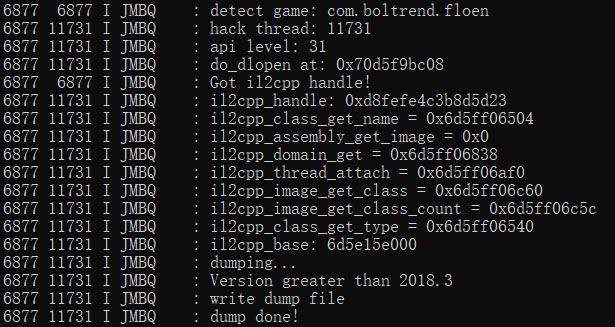 6877 6877 I JMBQ : detect game: com.boltrend.floen
6877 11731 I JMBQ : hack thread: 11731
6877 11731 I JMBQ : api level: 31
6877 11731 I JMBQ : do_dlopen at: 0x70d5f9bc08
6877 6877 I JMBQ : Got il2cpp handle!
6877 11731 I JMBQ : il2cpp_handle: 0xd8fefe4c3b8d5d23
6877 11731 I JMBQ : il2cpp_class_get_name = 0x6d5ff06504
6877 11731 I JMBQ : il2cpp_assembly_get_image = 0x0
6877 11731 I JMBQ : il2cpp_domain_get = 0x6d5ff06838
6877 11731 I JMBQ : il2cpp_thread_attach = 0x6d5ff06af0
6877 11731 I JMBQ : il2cpp_image_get_class = 0x6d5ff06c60
6877 11731 I JMBQ : il2cpp_image_get_class_count = 0x6d5ff06c5c
6877 11731 I JMBQ : il2cpp_class_get_type = 0x6d5ff06540
6877 11731 I JMBQ : il2cpp_base: 6d5e15e000
6877 11731 I JMBQ : dumping...
6877 11731 I JMBQ : Version greater than 2018.3
6877 11731 I JMBQ : write dump file
6877 11731 I JMBQ : dump done!